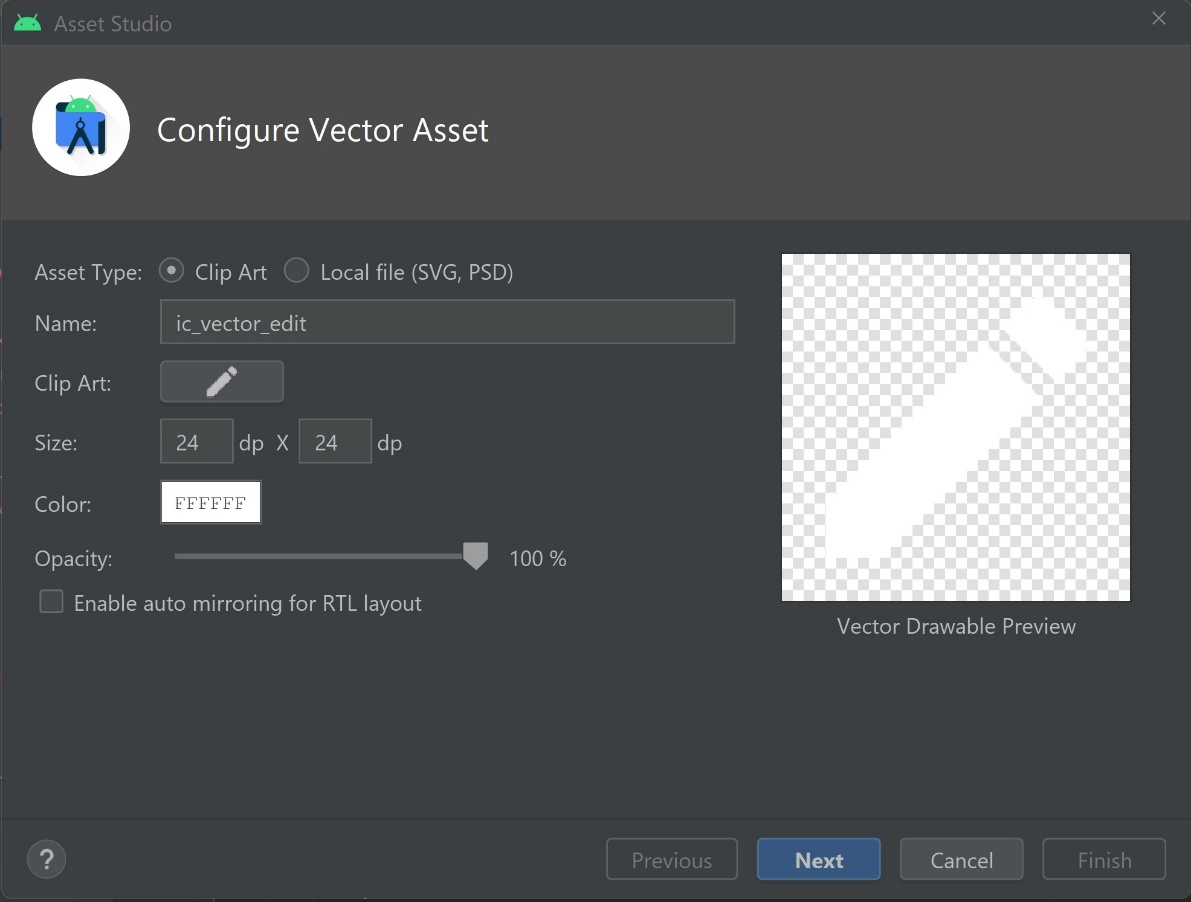 Asset Studio
Configure Vector Asset
Asset Type: Clip Art Local file (SVG, PSD)
Name: ic_vector_edit
Clip Art:
Size: 24 dp X 24 dp
Color: FFFFFF
Opacity: 100 %
Enable auto mirroring for RTL layout
Vector Drawable Preview
? Previous Next Cancel Finish